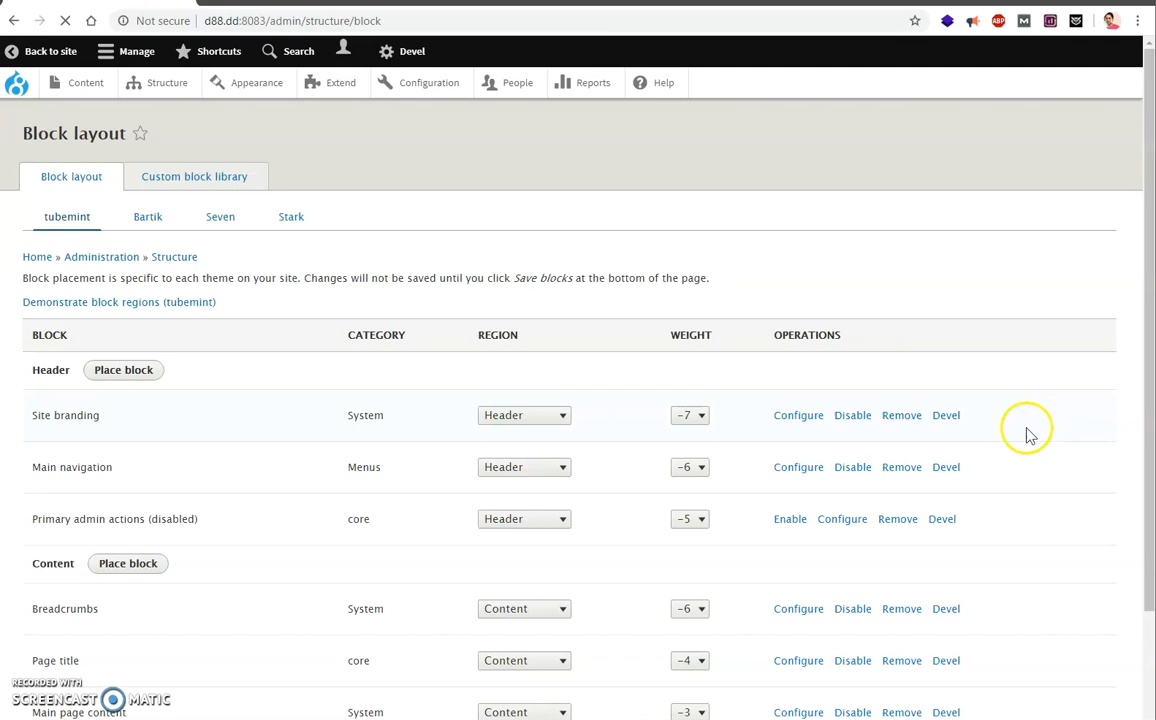 Not secure d88.dd:8083/admin/structure/block
Back to site Manage Shortcuts Search Devel
Content Structure Appearance Extend Configuration People Reports Help
Block layout
Block layout Custom block library
tubemint Bartik Seven Stark
Home » Administration » Structure
Block placement is specific to each theme on your site. Changes will not be saved until you click Save blocks at the bottom of the page.
Demonstrate block regions (tubemint)
BLOCK CATEGORY REGION WEIGHT OPERATIONS
Header Place block
Site branding System Header -7 Configure Disable Remove Devel
Main navigation Menus Header -6 Configure Disable Remove Devel
Primary admin actions (disabled) core Header -5 Enable Configure Remove Devel
Content Place block
Breadcrumbs System Content -6 Configure Disable Remove Devel
Page title core Content -4 Configure Disable Remove Devel
RECORDED WITH
SCREENCAST MATIC
Main page content System Content -3 Configure Disable Remove Devel